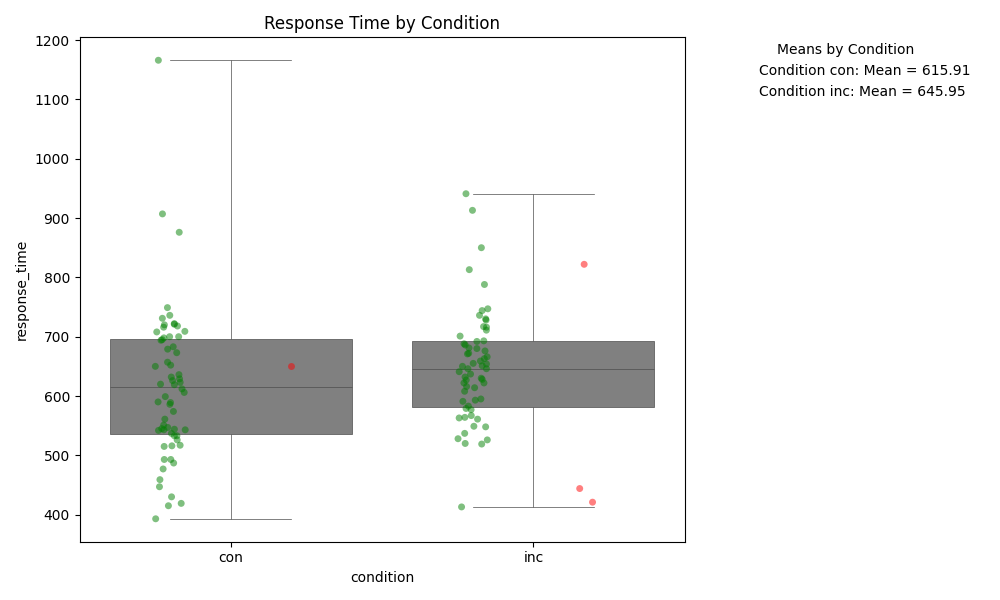 Response Time by Condition
Means by Condition
Condition con: Mean = 615.91
Condition inc: Mean = 645.95
1200
1100
1000
900
800
700
600
500
400
response_time
con
inc
condition